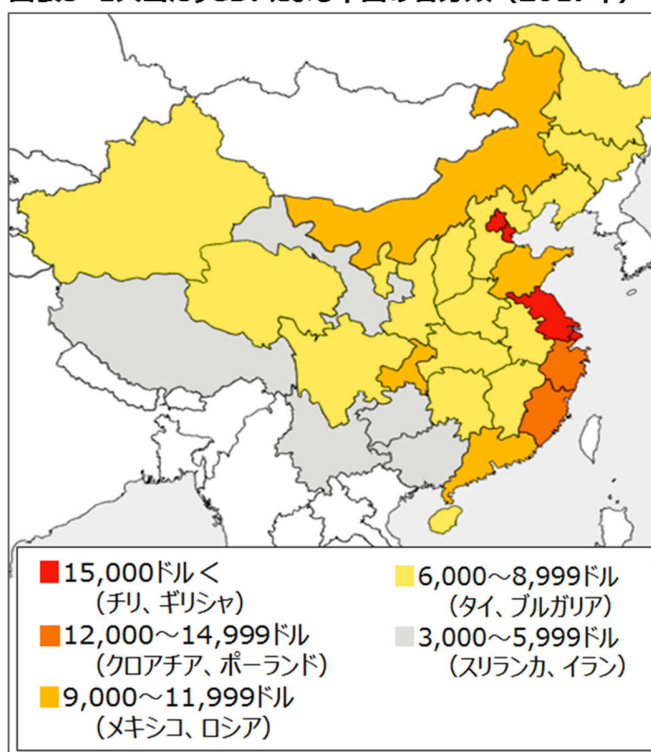 15,000ドル<
(チリ、ギリシャ)
12,000～14,999ドル
(クロアチア、ポーランド)
9,000～11,999ドル
(メキシコ、ロシア)
6,000～8,999ドル
(タイ、ブルガリア)
3,000～5,999ドル
(スリランカ、イラン)